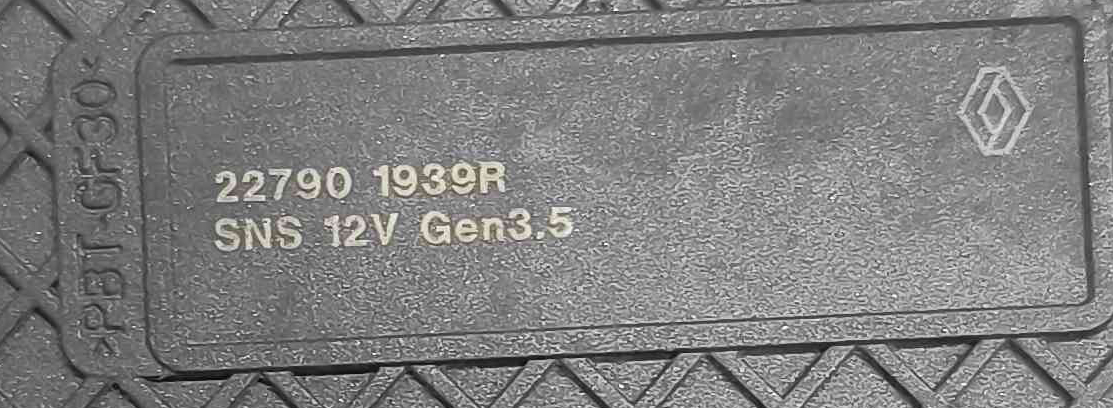 >PBT GF30<
22790 1939R
SNS 12V Gen3.5